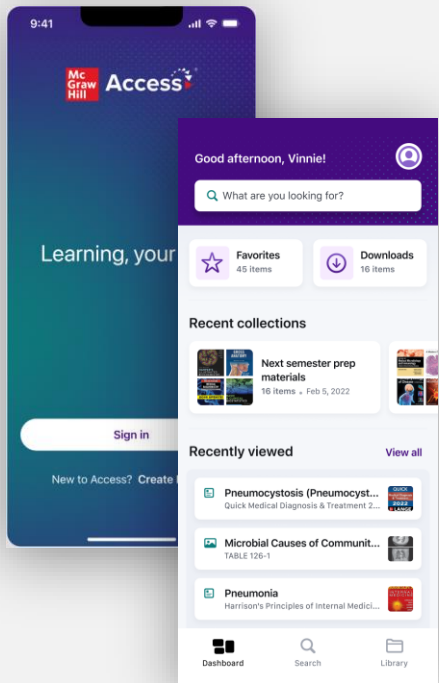 9:41
Mc
Graw
Hill
Access
Learning, your
Sign in
New to Access? Create
Good afternoon, Vinnie!
What are you looking for?
Favorites
45 items
Downloads
16 items
Recent collections
Next semester prep
materials
16 items • Feb 5, 2022
Recently viewed
View all
Pneumocystosis (Pneumocyst...
Quick Medical Diagnosis & Treatment 2...
QUICK
2022
LANGE
Microbial Causes of Communit...
TABLE 126-1
Pneumonia
Harrison's Principles of Internal Medici...
Dashboard
Search
Library